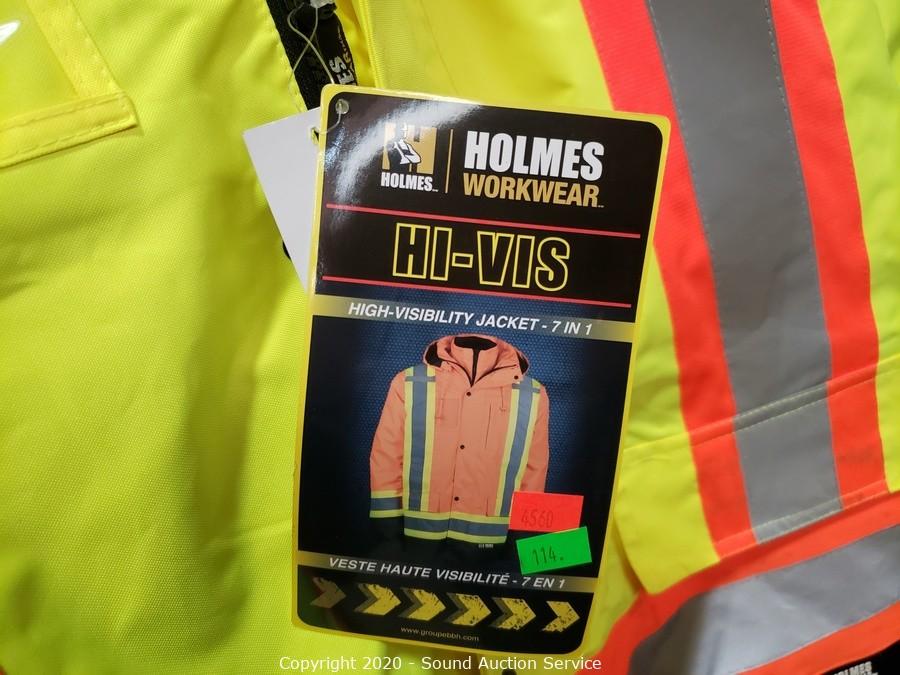 HOLMES
HOLMES
WORKWEAR
HI-VIS
HIGH-VISIBILITY JACKET - 7 IN 1
4560
114.
VESTE HAUTE VISIBILITÉ - 7 EN 1
www.groupebbh.com
HOLMES
Copyright 2020 - Sound Auction Service